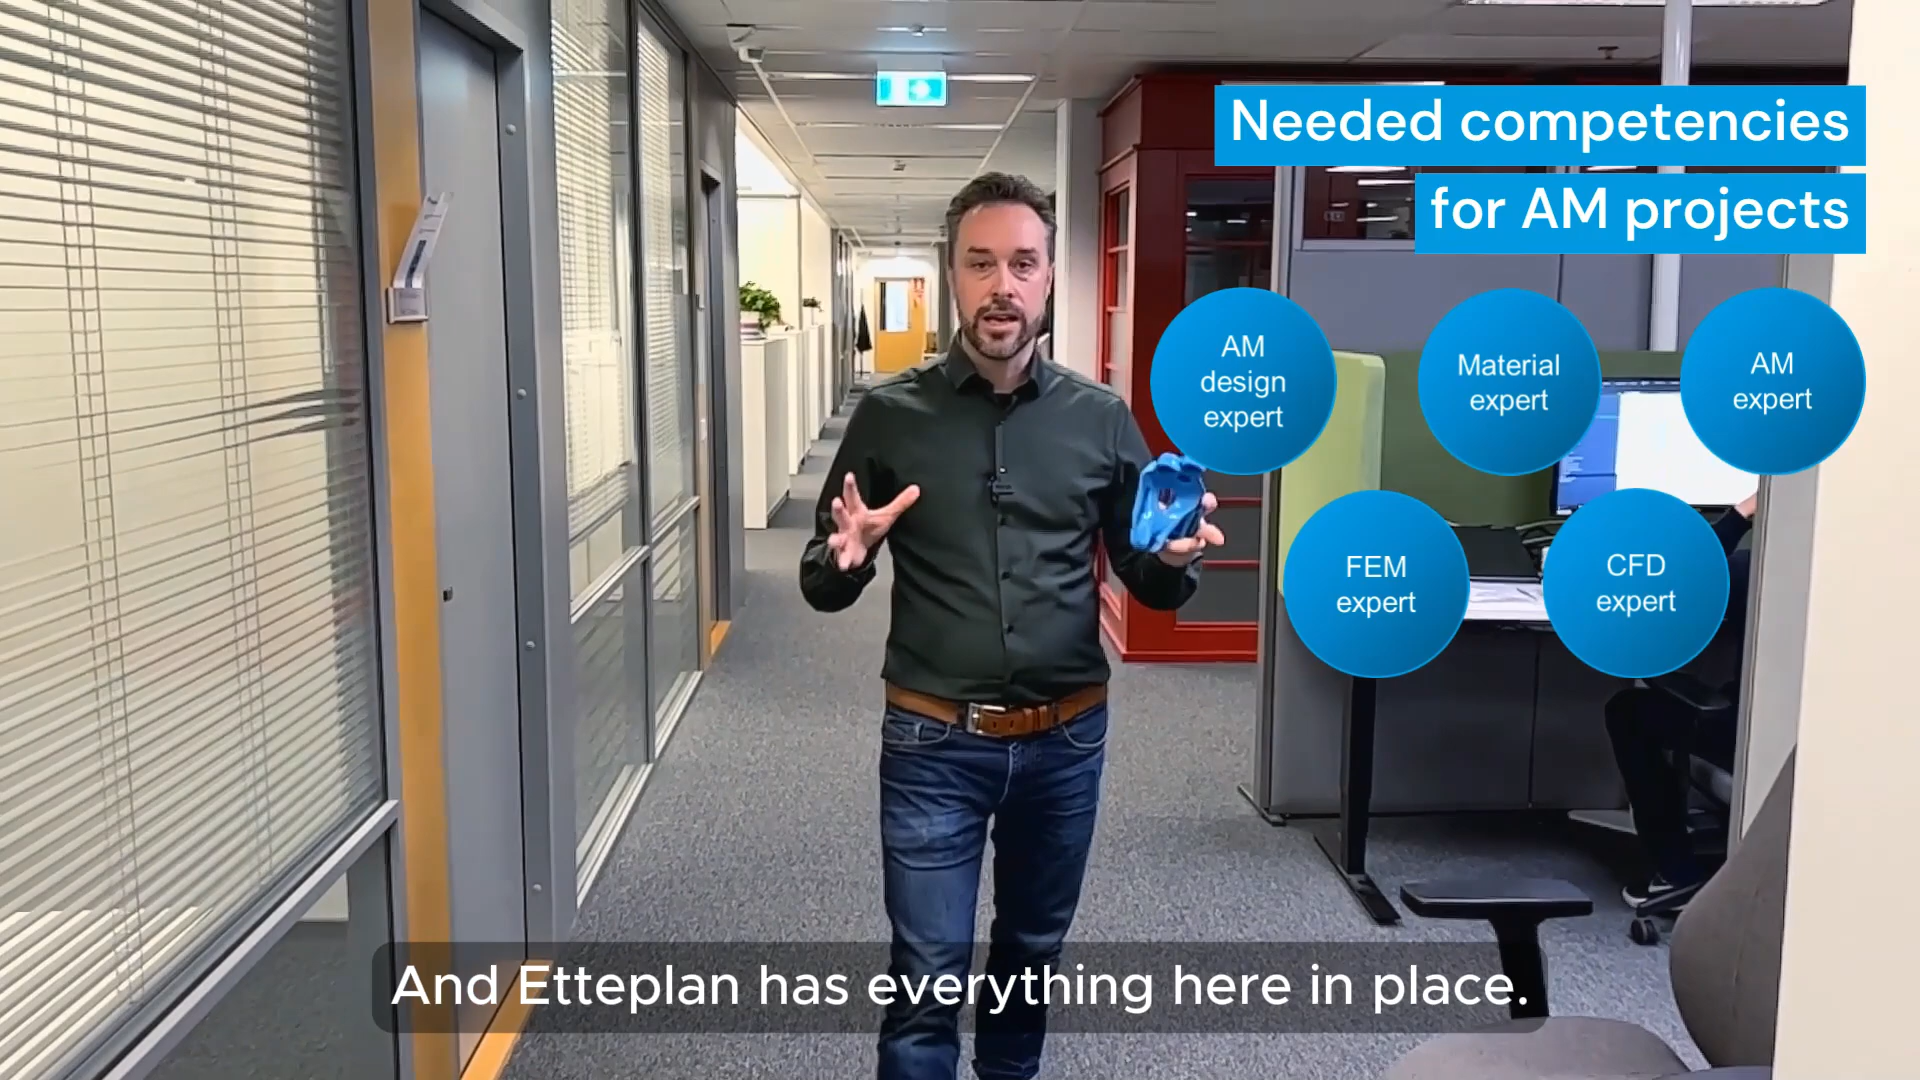 Needed competencies
for AM projects
AM
design
expert
Material
expert
AM
expert
FEM
expert
CFD
expert
And Etteplan has everything here in place.